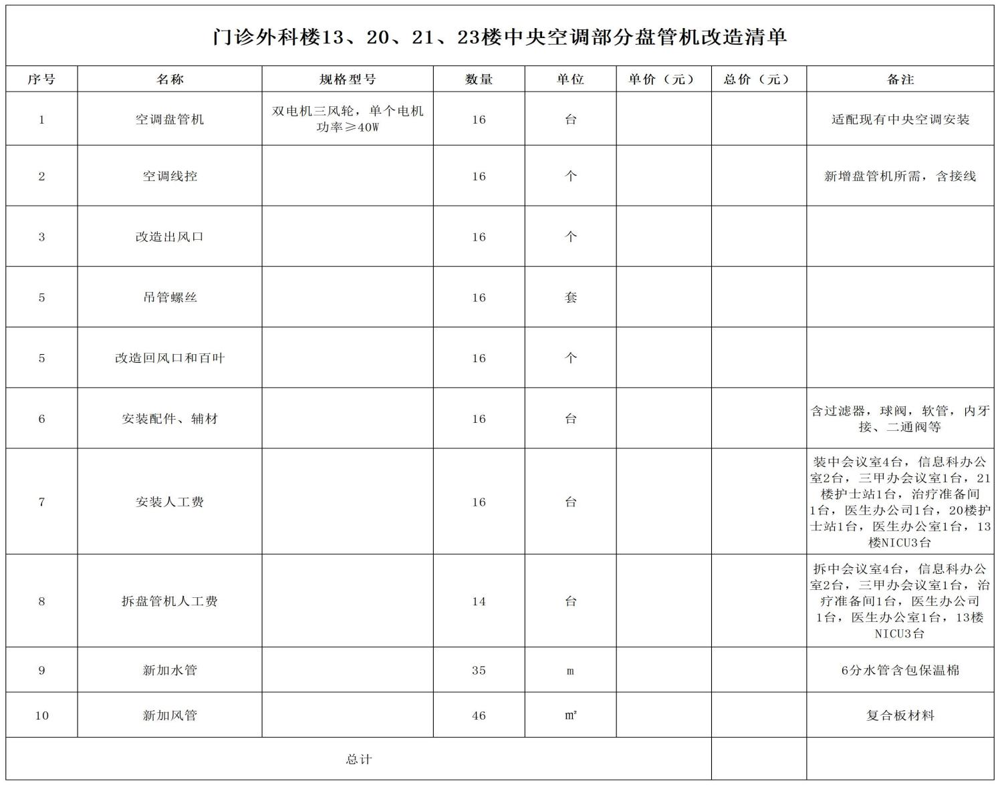 门诊外科楼13、20、21、23楼中央空调部分盘管机改造清单
序号 名称 规格型号 数量 单位 单价（元） 总价（元） 备注
1 空调盘管机 双电机三风轮，单个电机
功率≥40W 16 台 适配现有中央空调安装
2 空调线控 16 个 新增盘管机所需，含接线
3 改造出风口 16 个
5 吊管螺丝 16 套
5 改造回风口和百叶 16 个
6 安装配件、辅材 16 台 含过滤器，球阀，软管，内牙
接、二通阀等
7 安装人工费 16 台 装中会议室4台，信息科办公
室2台，三甲办会议室1台，21
楼护士站1台，治疗准备间
1台，医生办公司1台，20楼护
士站1台，医生办公室1台，13
楼NICU3台
8 拆盘管机人工费 14 台 拆中会议室4台，信息科办公
室2台，三甲办会议室1台，治
疗准备间1台，医生办公司
1台，医生办公室1台，13楼
NICU3台
9 新加水管 35 m 6分水管含包保温棉
10 新加风管 46 ㎡ 复合板材料
总计